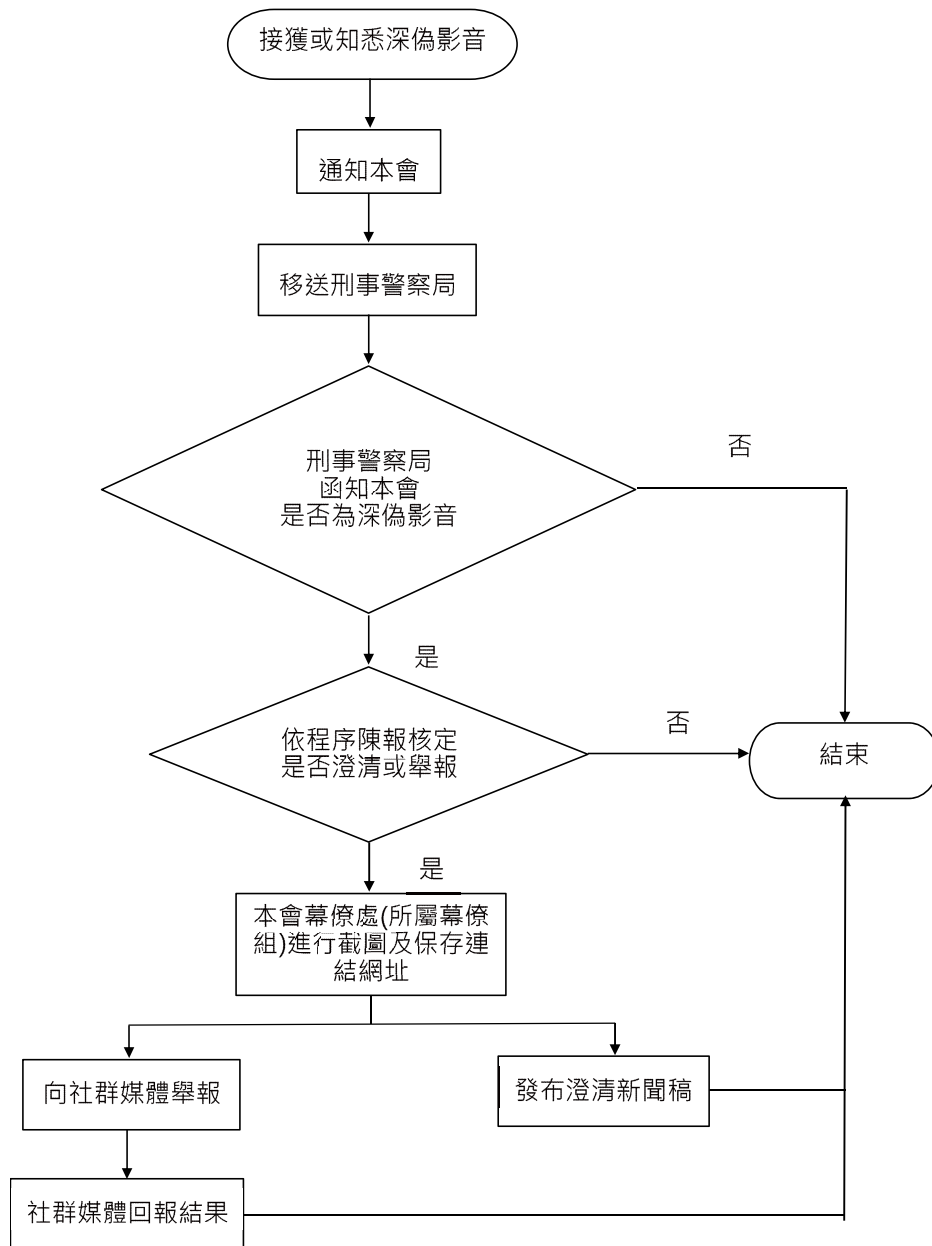 接獲或知悉深偽影音
通知本會
移送刑事警察局
刑事警察局
函知本會
是否為深偽影音
否
是
依程序陳報核定
是否澄清或舉報
否
結束
是
本會幕僚處(所屬幕僚
組)進行截圖及保存連
結網址
向社群媒體舉報
發布澄清新聞稿
社群媒體回報結果